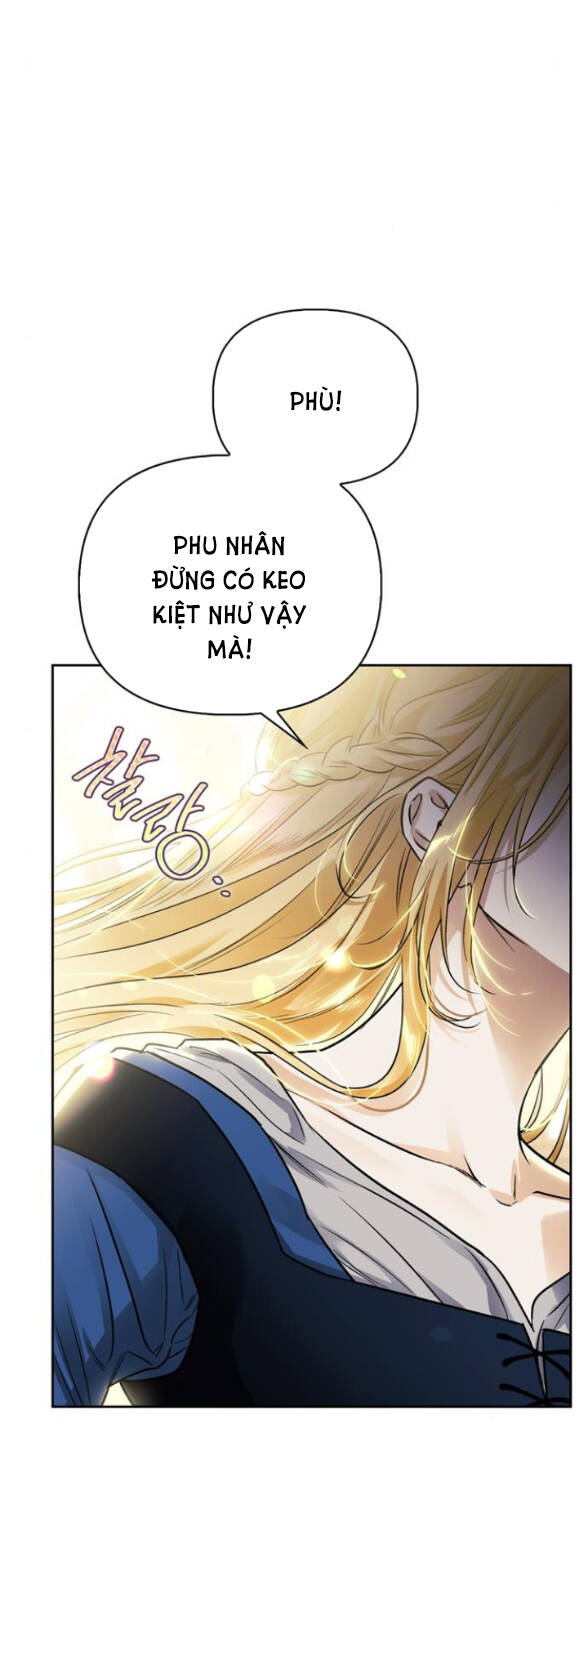 PHÙ!
PHU NHÂN
ĐỪNG CÓ KEO
KIỆT NHƯ VẬY
MÀ!
찰랑